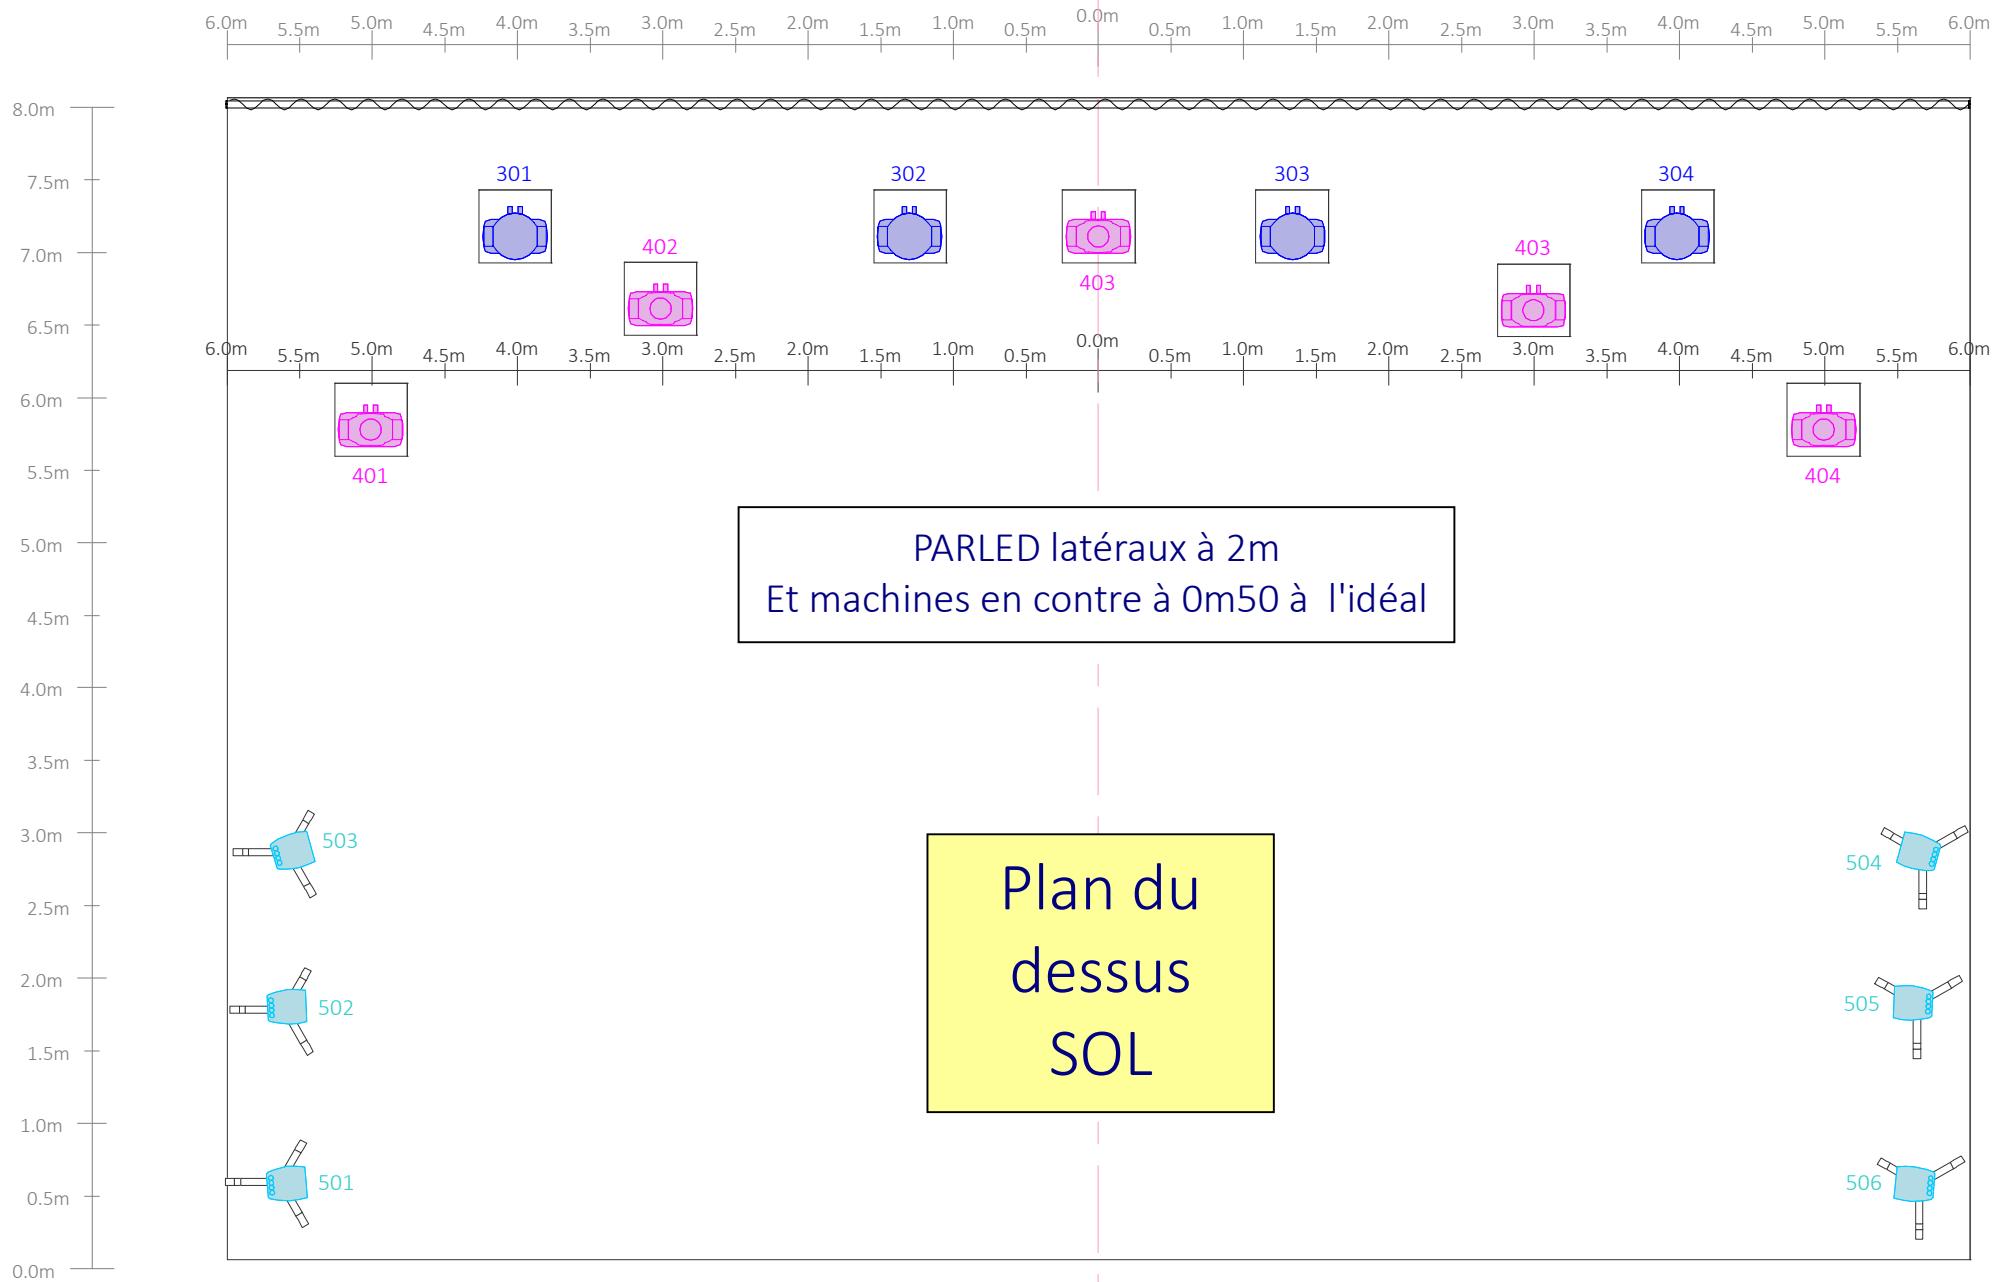 6.0m 5.5m 5.0m 4.5m 4.0m 3.5m 3.0m 2.5m 2.0m 1.5m 1.0m 0.5m 0.0m 0.5m 1.0m 1.5m 2.0m 2.5m 3.0m 3.5m 4.0m 4.5m 5.0m 5.5m 6.0m
8.0m
7.5m
301 302 303 304
7.0m
402 403
403
6.5m
6.0m 5.5m 5.0m 4.5m 4.0m 3.5m 3.0m 2.5m 2.0m 1.5m 1.0m 0.5m 0.0m 0.5m 1.0m 1.5m 2.0m 2.5m 3.0m 3.5m 4.0m 4.5m 5.0m 5.5m 6.0m
6.0m
5.5m
401 404
5.0m
PARLED latéraux à 2m
Et machines en contre à 0m50 à  l'idéal
4.5m
4.0m
3.5m
3.0m
503 504
2.5m
Plan du
dessus
SOL
2.0m
502 505
1.5m
1.0m
501 506
0.5m
0.0m